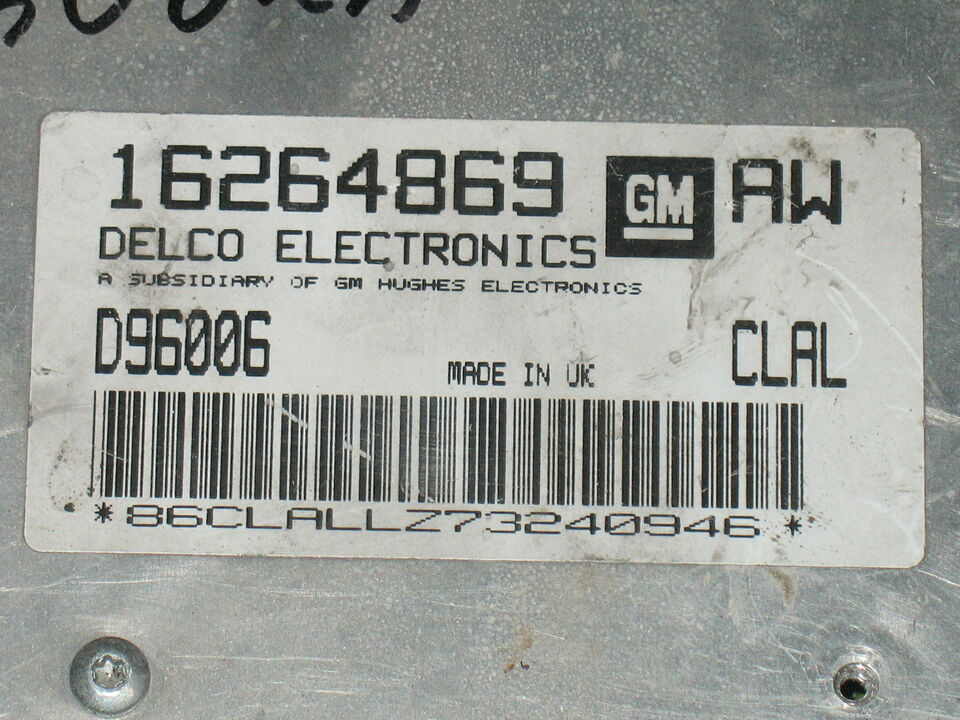 16264869 GM AW
DELCO ELECTRONICS
A SUBSIDIARY OF GM HUGHES ELECTRONICS
D96006 MADE IN UK CLAL
*86CLALLZ73240946*